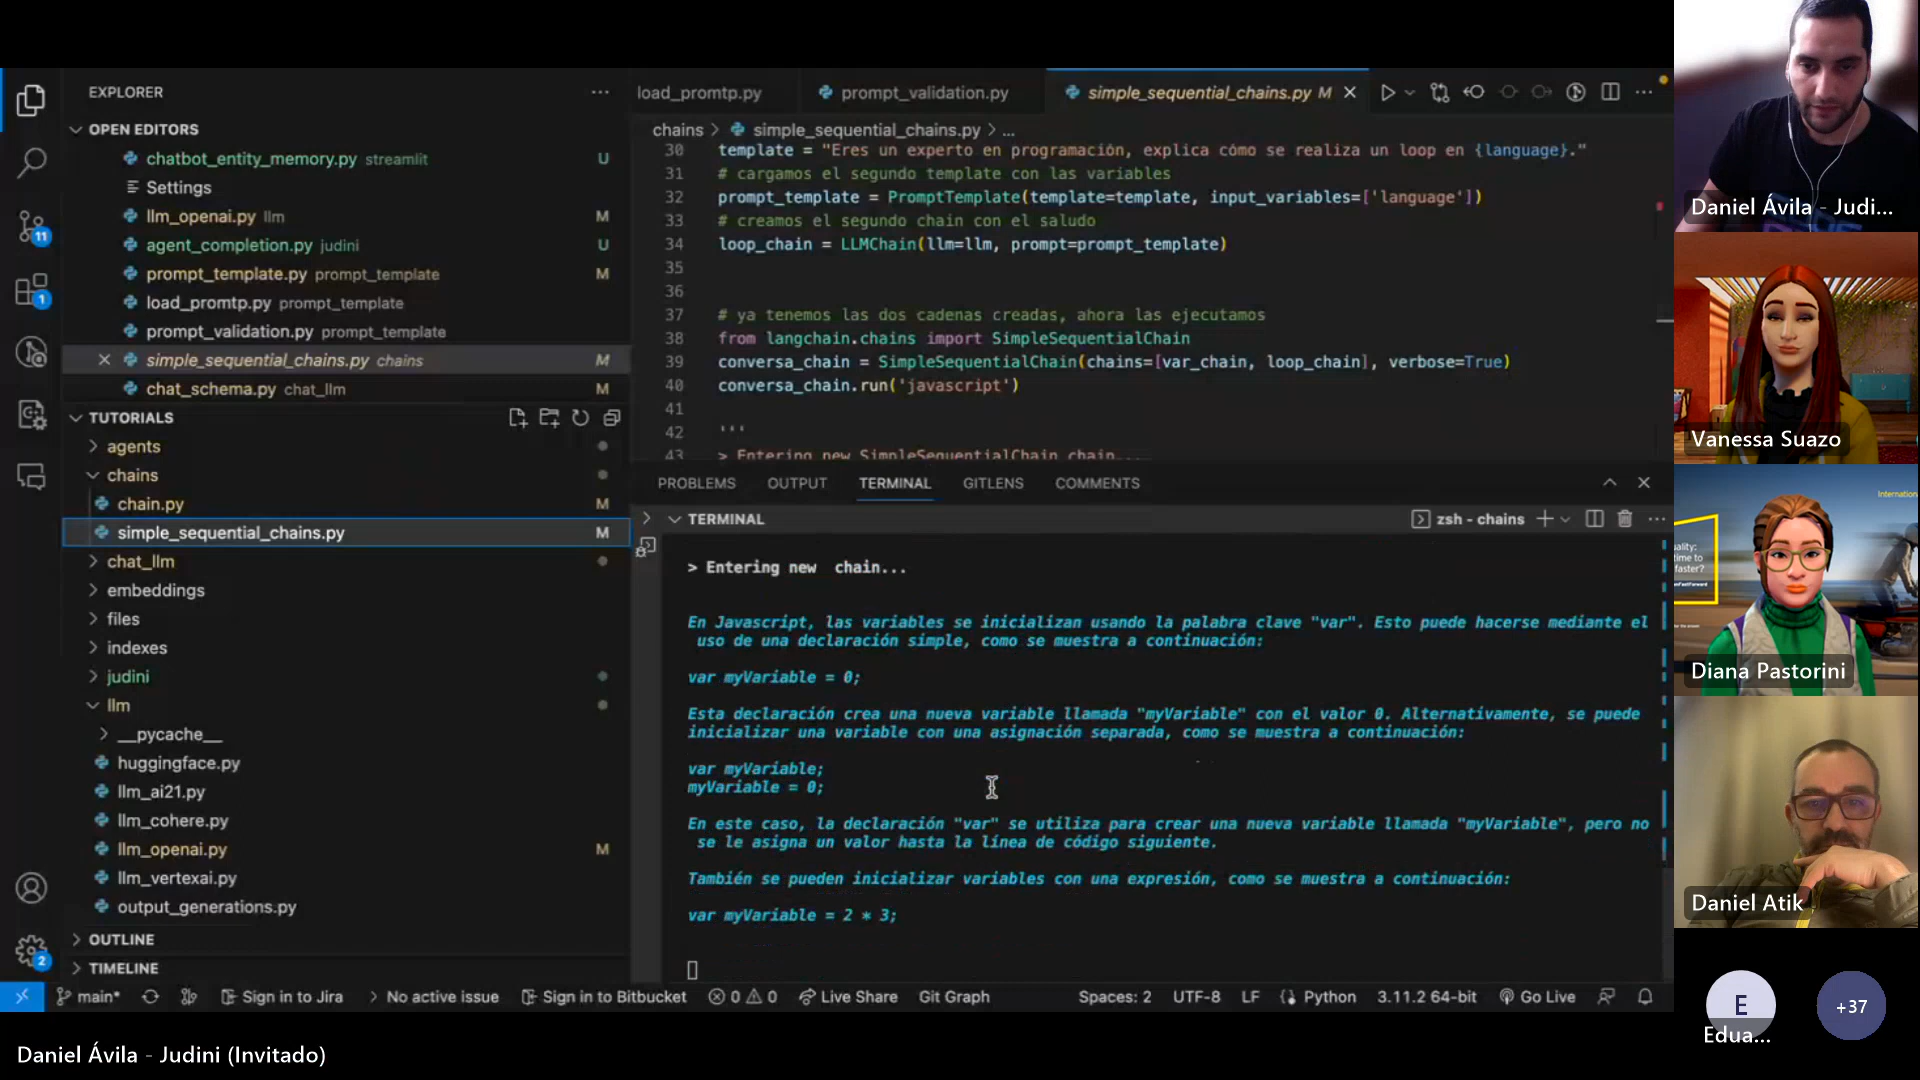 EXPLORER
OPEN EDITORS
chatbot_entity_memory.py streamlit U
Settings
llm_openai.py llm M
agent_completion.py judini U
prompt_template.py prompt_template M
load_promtp.py prompt_template
prompt_validation.py prompt_template
simple_sequential_chains.py chains M
chat_schema.py chat_llm M
TUTORIALS
agents
chains
chain.py M
simple_sequential_chains.py M
chat_llm
embeddings
files
indexes
judini
llm
__pycache__
huggingface.py
llm_ai21.py
llm_cohere.py
llm_openai.py M
llm_vertexai.py
output_generations.py
OUTLINE
TIMELINE
11
1
2
load_promtp.py prompt_validation.py simple_sequential_chains.py M
chains > simple_sequential_chains.py > ...
30 template = "Eres un experto en programación, explica cómo se realiza un loop en {language}."
31 # cargamos el segundo template con las variables
32 prompt_template = PromptTemplate(template=template, input_variables=['language'])
33 # creamos el segundo chain con el saludo
34 loop_chain = LLMChain(llm=llm, prompt=prompt_template)
35
36
37 # ya tenemos las dos cadenas creadas, ahora las ejecutamos
38 from langchain.chains import SimpleSequentialChain
39 conversa_chain = SimpleSequentialChain(chains=[var_chain, loop_chain], verbose=True)
40 conversa_chain.run('javascript')
41
42 '''
43 > Entering new SimpleSequentialChain chain...
PROBLEMS OUTPUT TERMINAL GITLENS COMMENTS
TERMINAL zsh - chains
> Entering new  chain...
En Javascript, las variables se inicializan usando la palabra clave "var". Esto puede hacerse mediante el
uso de una declaración simple, como se muestra a continuación:
var myVariable = 0;
Esta declaración crea una nueva variable llamada "myVariable" con el valor 0. Alternativamente, se puede
inicializar una variable con una asignación separada, como se muestra a continuación:
var myVariable;
myVariable = 0;
En este caso, la declaración "var" se utiliza para crear una nueva variable llamada "myVariable", pero no
se le asigna un valor hasta la línea de código siguiente.
También se pueden inicializar variables con una expresión, como se muestra a continuación:
var myVariable = 2 * 3;
main* Sign in to Jira No active issue Sign in to Bitbucket 0 0 Live Share Git Graph Spaces: 2 UTF-8 LF Python 3.11.2 64-bit Go Live
Daniel Ávila - Judini (Invitado)
Daniel Ávila - Judi...
Vanessa Suazo
Internationa
ality:
time to
faster?
Diana Pastorini
Daniel Atik
E
Edua...
+37